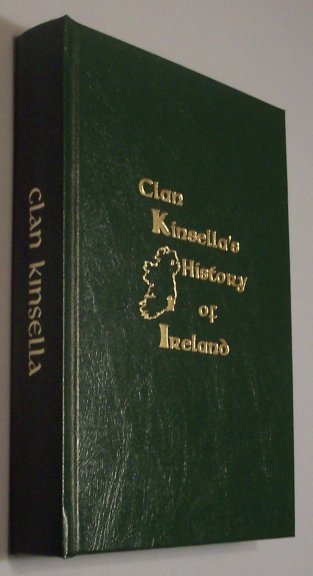 clan kinsella
Clan
Kinsella's
History
of
Ireland